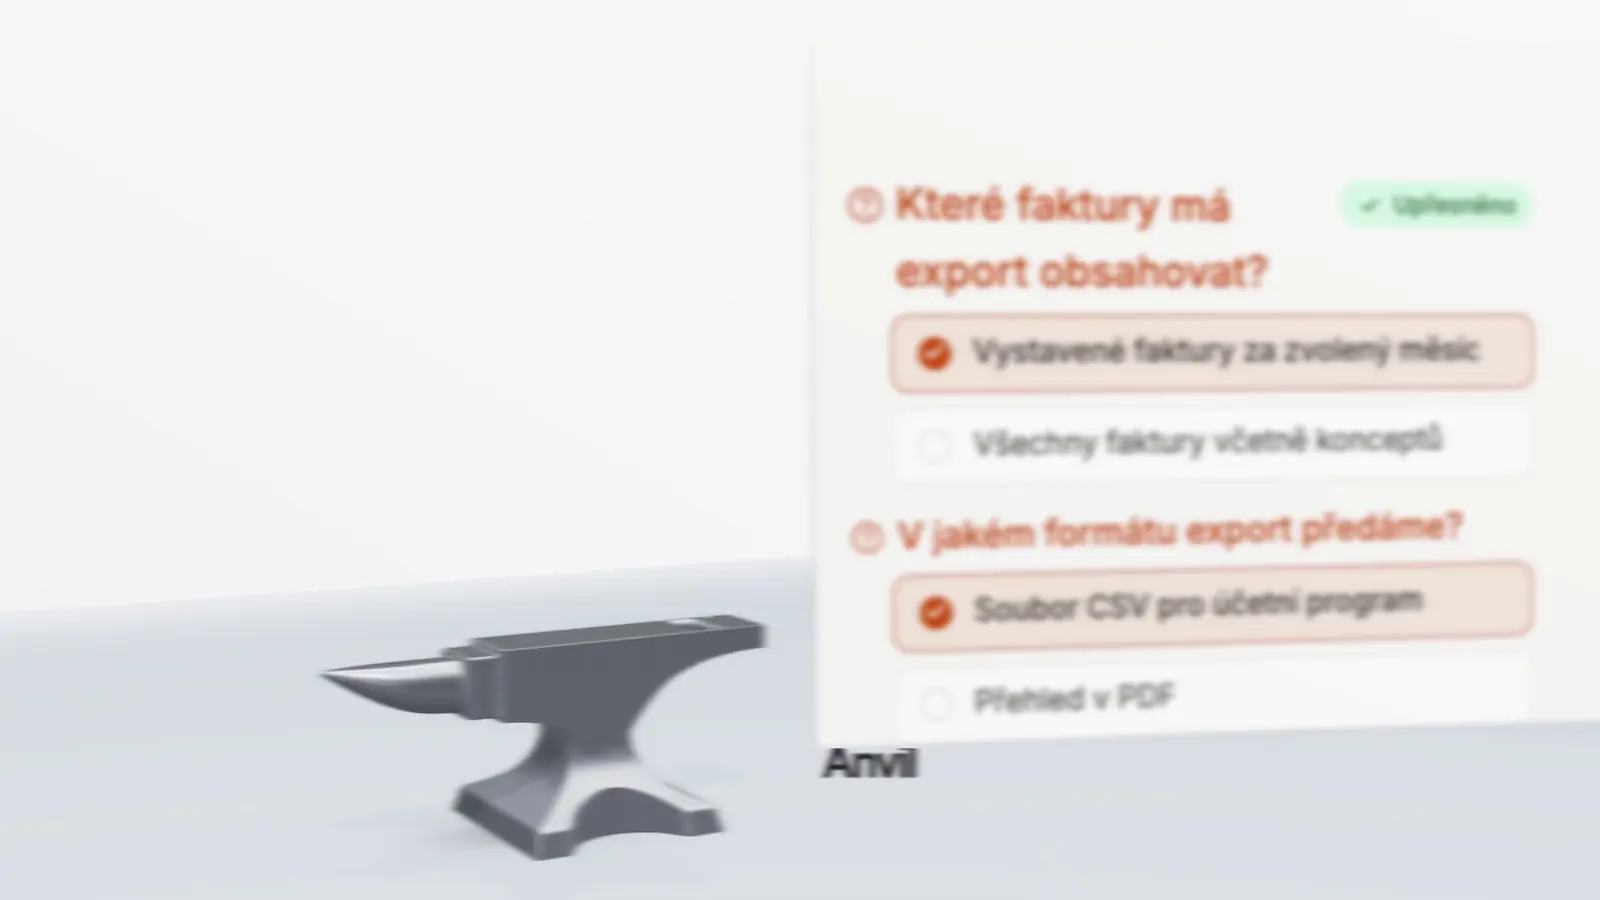 Které faktury má
export obsahovat?
✓ Upřesněno
Vystavené faktury za zvolený měsíc
Všechny faktury včetně konceptů
V jakém formátu export předáme?
Soubor CSV pro účetní program
Přehled v PDF
Anvil